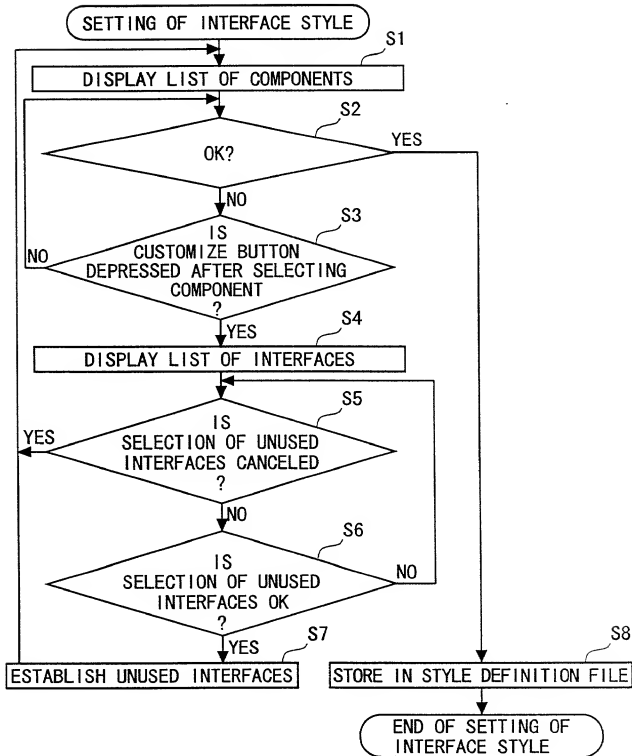 SETTING OF INTERFACE STYLE
S1
DISPLAY LIST OF COMPONENTS
S2
OK?
YES
NO
S3
IS
CUSTOMIZE BUTTON
DEPRESSED AFTER SELECTING
COMPONENT
?
NO
YES
S4
DISPLAY LIST OF INTERFACES
S5
IS
SELECTION OF UNUSED
INTERFACES CANCELED
?
YES
NO
S6
IS
SELECTION OF UNUSED
INTERFACES OK
?
NO
YES
S7
ESTABLISH UNUSED INTERFACES
S8
STORE IN STYLE DEFINITION FILE
END OF SETTING OF
INTERFACE STYLE